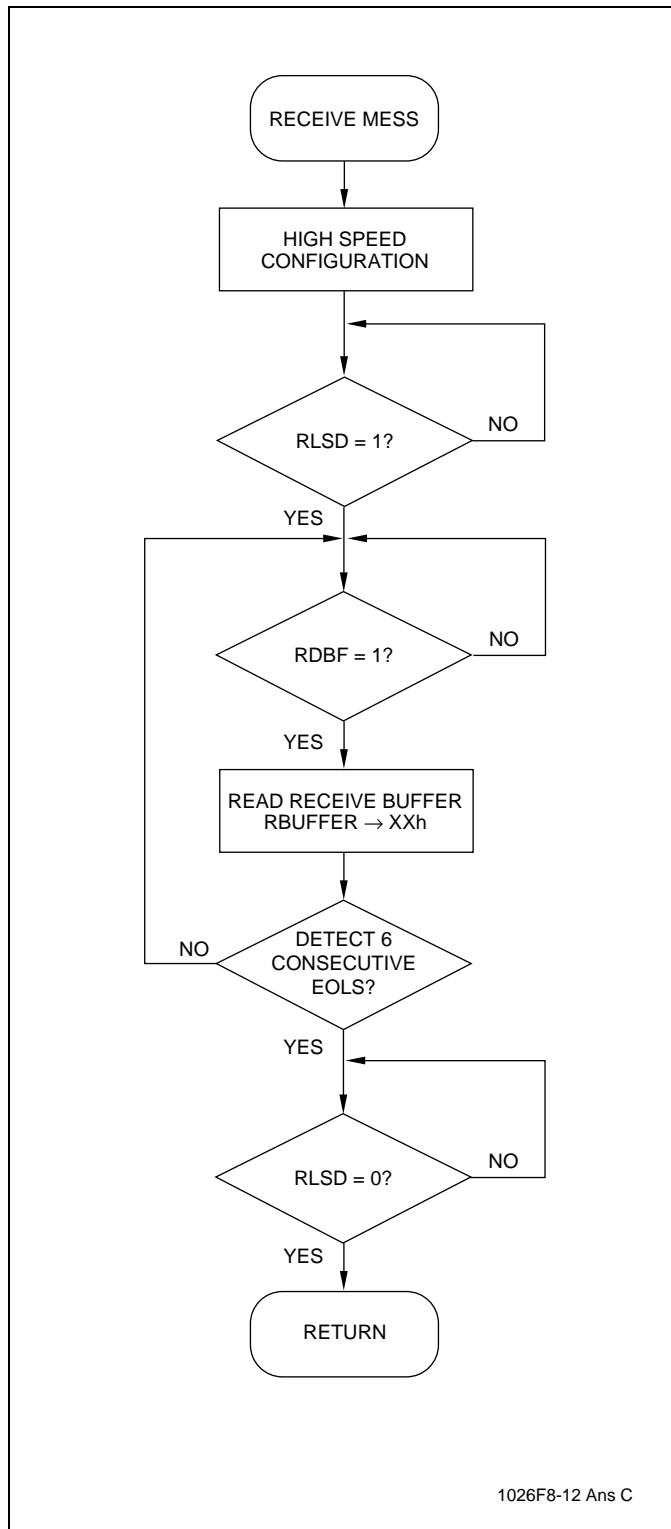 RECEIVE MESS
HIGH SPEED
CONFIGURATION
RLSD = 1?
NO
YES
RDBF = 1?
NO
YES
READ RECEIVE BUFFER
RBUFFER → XXh
DETECT 6
CONSECUTIVE
EOLS?
NO
YES
RLSD = 0?
NO
YES
RETURN
1026F8-12 Ans C